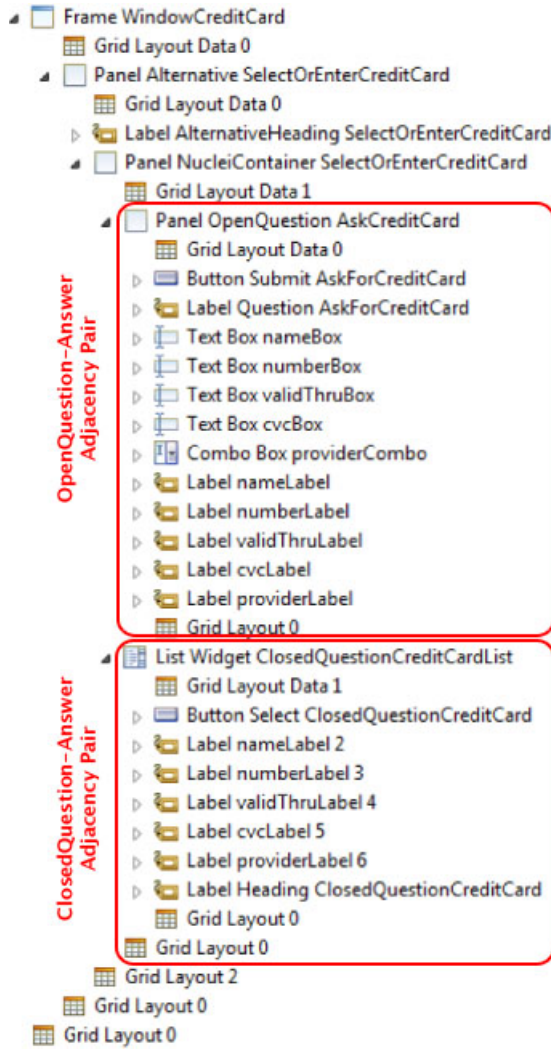 Frame WindowCreditCard
Grid Layout Data 0
Panel Alternative SelectOrEnterCreditCard
Grid Layout Data 0
Label AlternativeHeading SelectOrEnterCreditCard
Panel NucleiContainer SelectOrEnterCreditCard
Grid Layout Data 1
OpenQuestion-Answer
Adjacency Pair
Panel OpenQuestion AskCreditCard
Grid Layout Data 0
Button Submit AskForCreditCard
Label Question AskForCreditCard
Text Box nameBox
Text Box numberBox
Text Box validThruBox
Text Box cvcBox
Combo Box providerCombo
Label nameLabel
Label numberLabel
Label validThruLabel
Label cvcLabel
Label providerLabel
Grid Layout 0
ClosedQuestion-Answer
Adjacency Pair
List Widget ClosedQuestionCreditCardList
Grid Layout Data 1
Button Select ClosedQuestionCreditCard
Label nameLabel 2
Label numberLabel 3
Label validThruLabel 4
Label cvcLabel 5
Label providerLabel 6
Label Heading ClosedQuestionCreditCard
Grid Layout 0
Grid Layout 0
Grid Layout 2
Grid Layout 0
Grid Layout 0